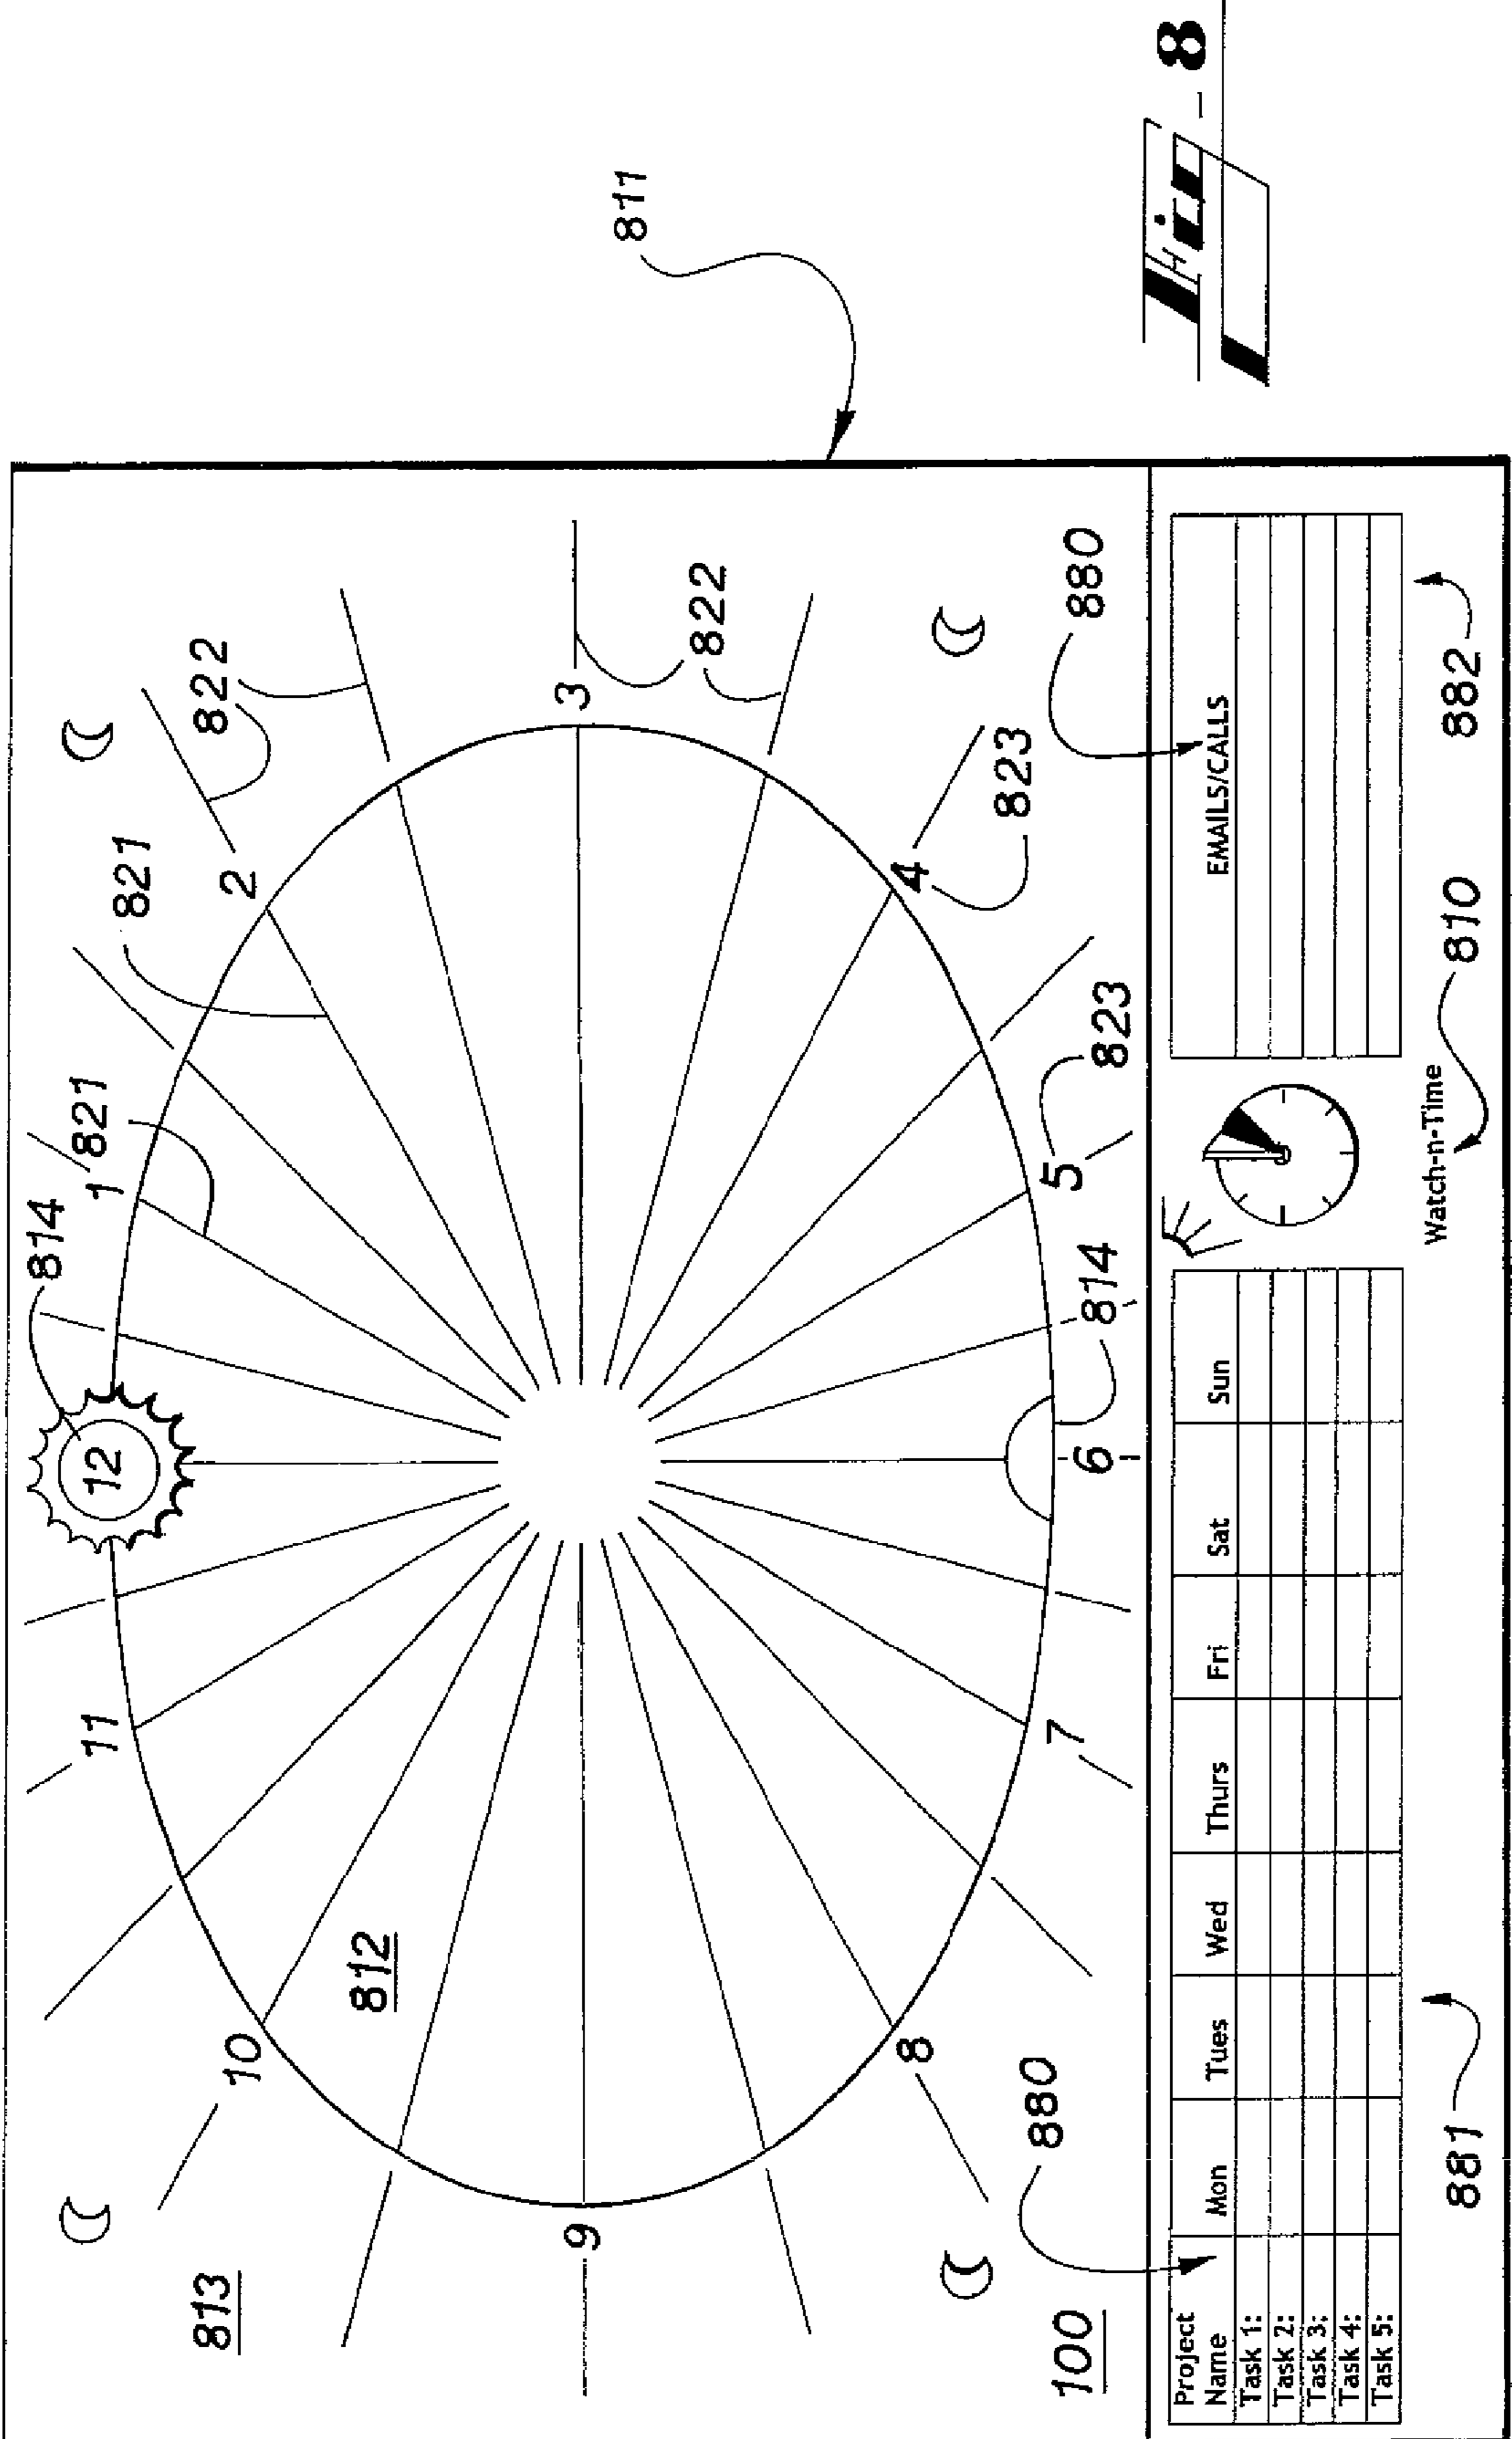 814
821
11
12
1
821
813
822
10
2
812
9
3
811
822
8
4
823
880
100
7
6
814
5
823
880
Fig-8
Project
Name
Mon
Tues
Wed
Thurs
Fri
Sat
Sun
Task 1:
Task 2:
Task 3:
Task 4:
Task 5:
EMAILS/CALLS
Watch-n-Time
881
810
882